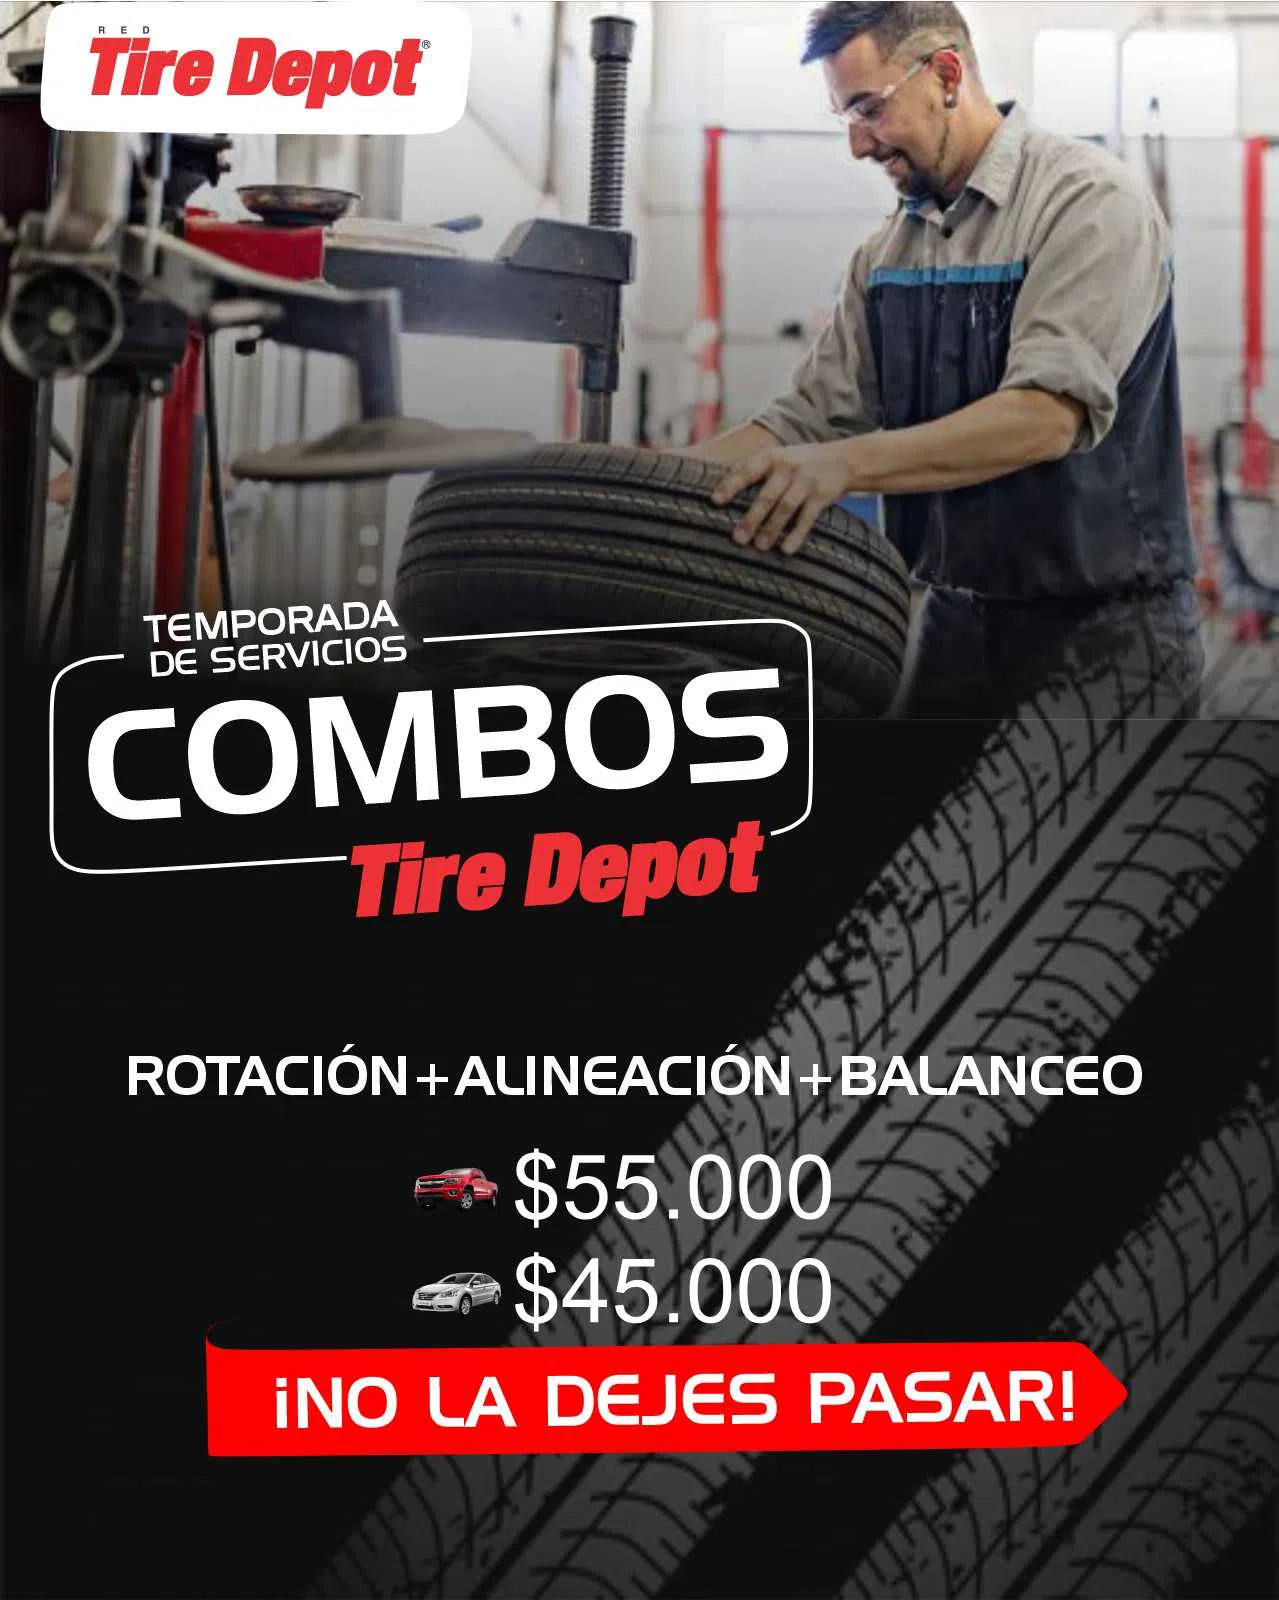 RED
Tire Depot®
TEMPORADA
DE SERVICIOS
COMBOS
Tire Depot
ROTACIÓN+ALINEACIÓN+BALANCEO
$55.000
$45.000
¡NO LA DEJES PASAR!